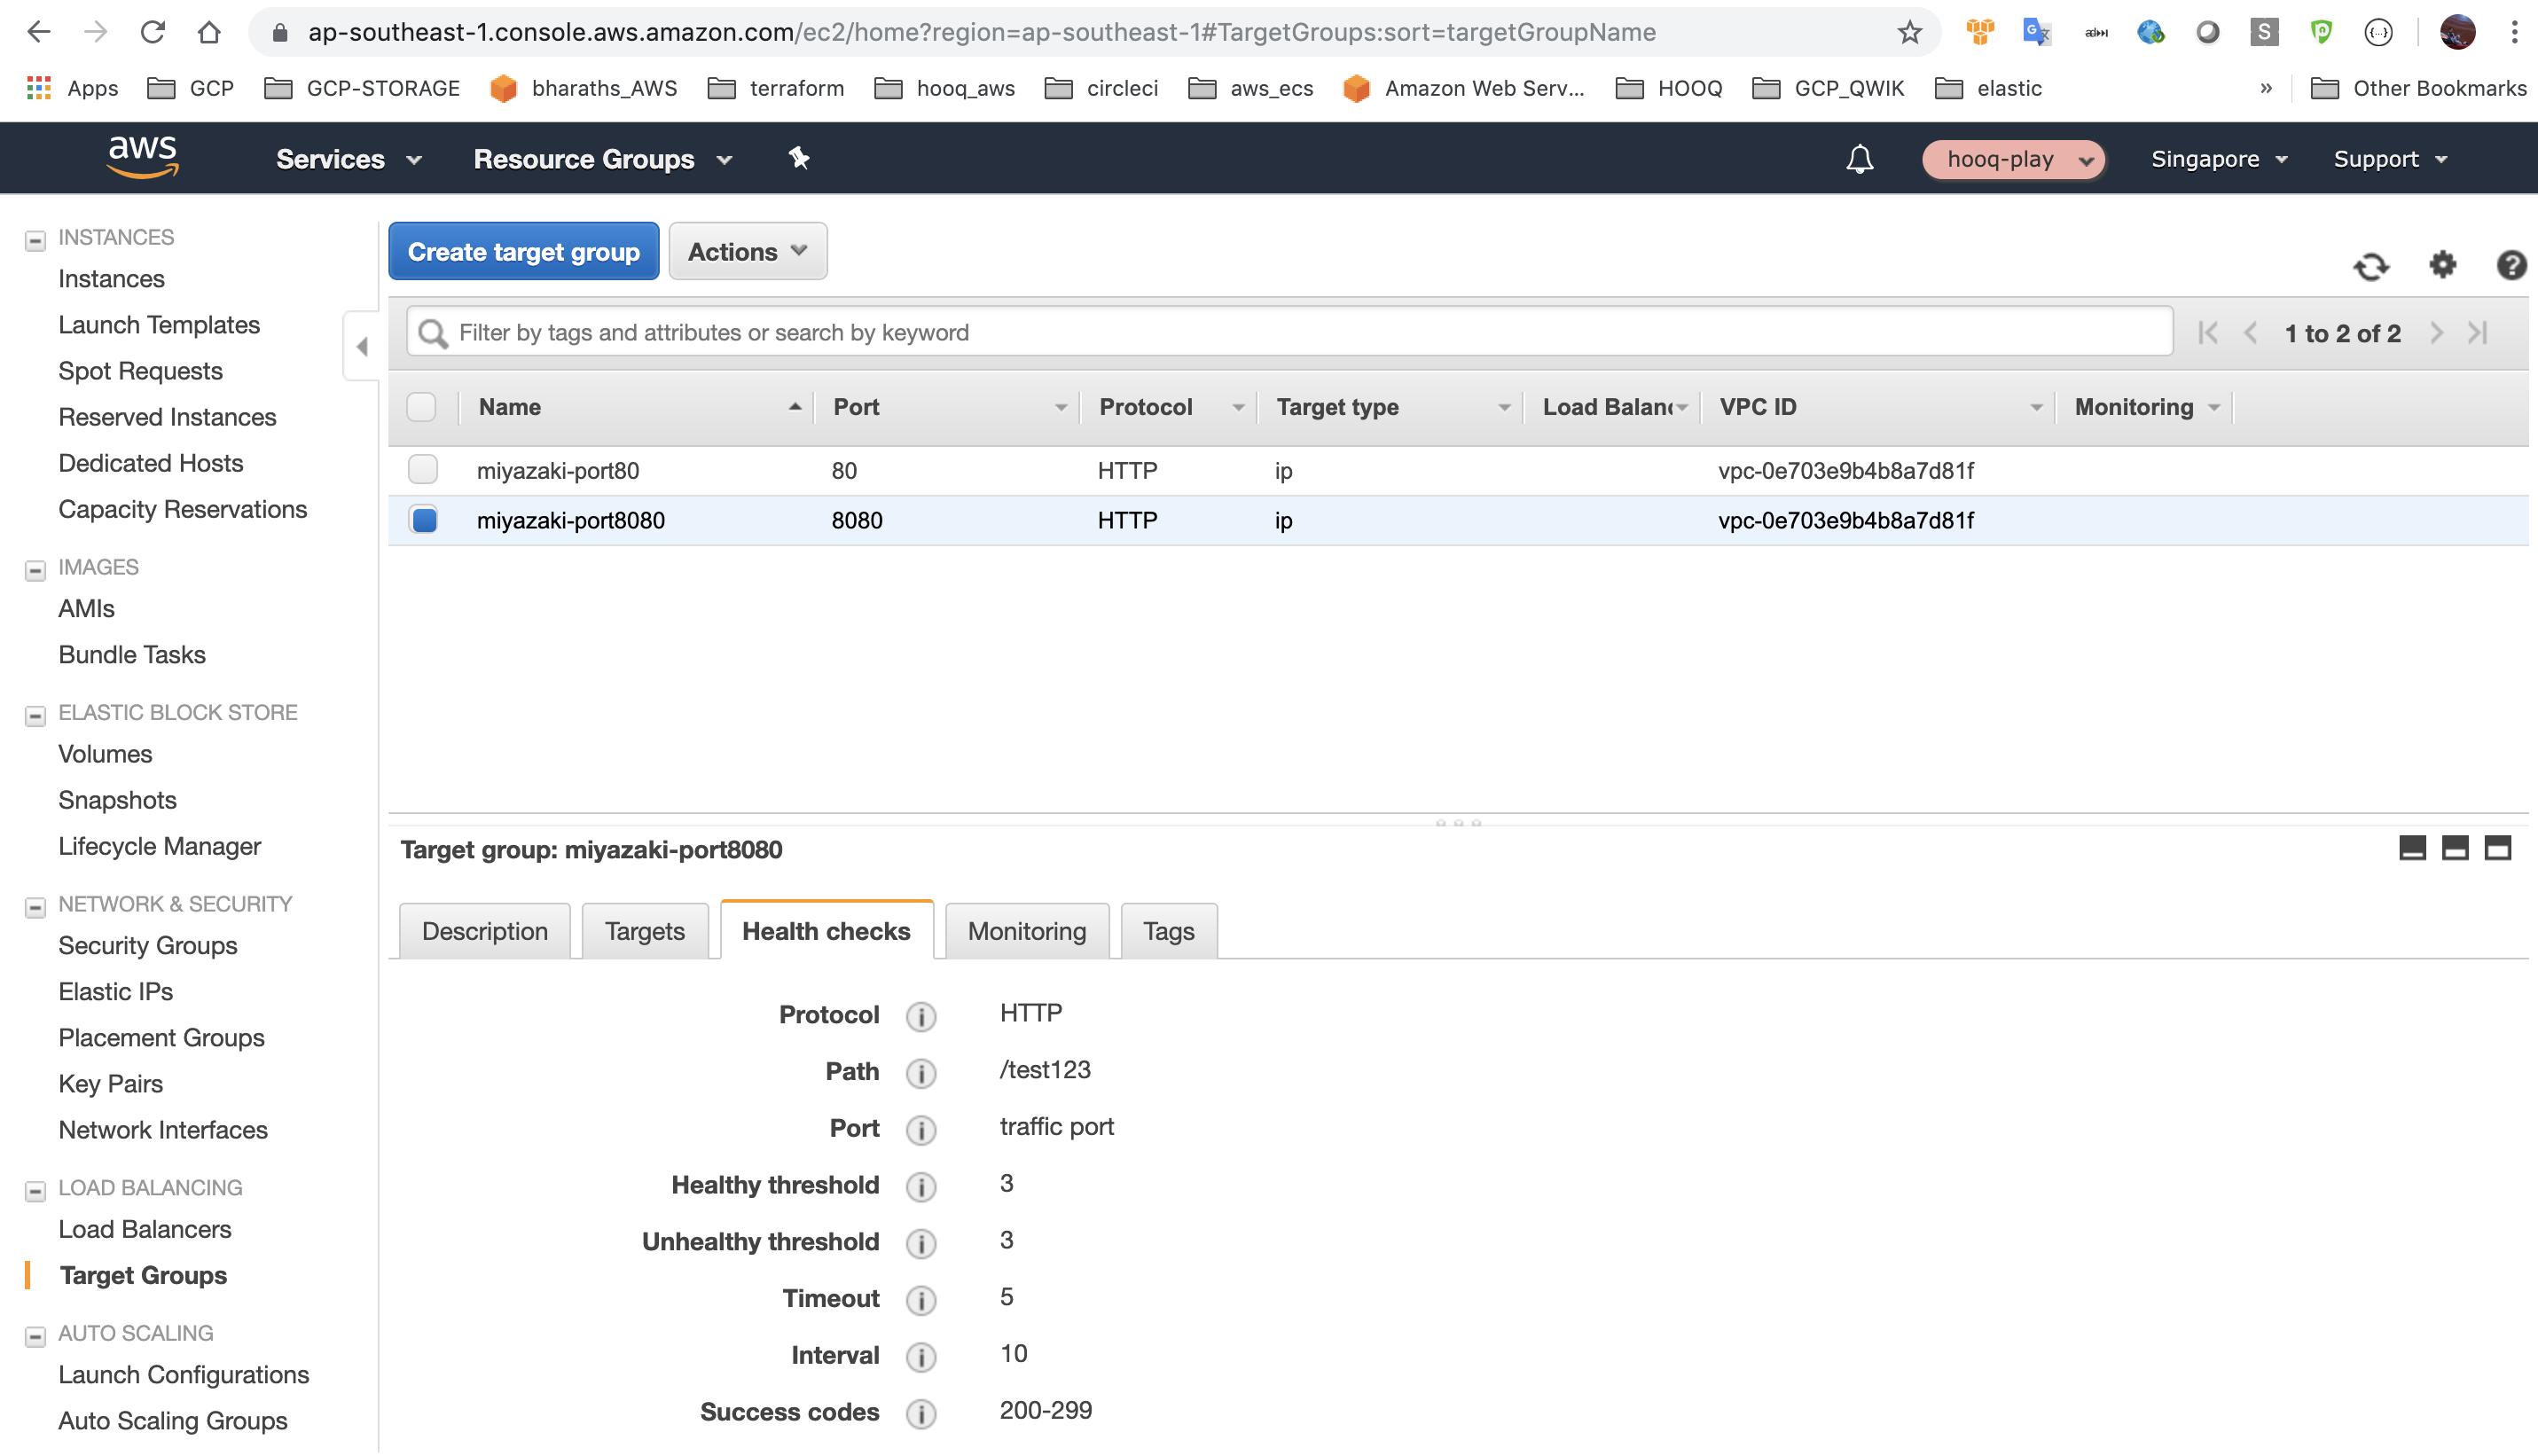 ap-southeast-1.console.aws.amazon.com/ec2/home?region=ap-southeast-1#TargetGroups:sort=targetGroupName
Apps GCP GCP-STORAGE bharaths_AWS terraform hooq_aws circleci aws_ecs Amazon Web Serv... HOOQ GCP_QWIK elastic » Other Bookmarks
aws Services Resource Groups hooq-play Singapore Support
INSTANCES
Instances
Launch Templates
Spot Requests
Reserved Instances
Dedicated Hosts
Capacity Reservations
IMAGES
AMIs
Bundle Tasks
ELASTIC BLOCK STORE
Volumes
Snapshots
Lifecycle Manager
NETWORK & SECURITY
Security Groups
Elastic IPs
Placement Groups
Key Pairs
Network Interfaces
LOAD BALANCING
Load Balancers
Target Groups
AUTO SCALING
Launch Configurations
Auto Scaling Groups
Create target group Actions
Filter by tags and attributes or search by keyword 1 to 2 of 2
Name Port Protocol Target type Load Balanc VPC ID Monitoring
miyazaki-port80 80 HTTP ip vpc-0e703e9b4b8a7d81f
miyazaki-port8080 8080 HTTP ip vpc-0e703e9b4b8a7d81f
Target group: miyazaki-port8080
Description Targets Health checks Monitoring Tags
Protocol HTTP
Path /test123
Port traffic port
Healthy threshold 3
Unhealthy threshold 3
Timeout 5
Interval 10
Success codes 200-299